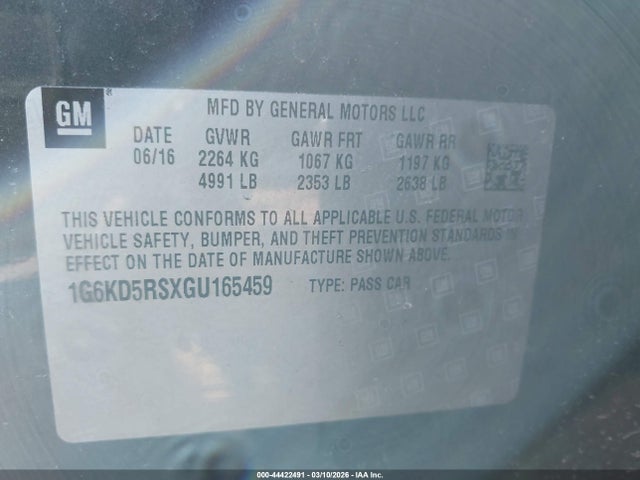 GM
MFD BY GENERAL MOTORS LLC
DATE GVWR GAWR FRT GAWR RR
06/16 2264 KG 1067 KG 1197 KG
4991 LB 2353 LB 2638 LB
THIS VEHICLE CONFORMS TO ALL APPLICABLE U.S. FEDERAL MOTOR
VEHICLE SAFETY, BUMPER, AND THEFT PREVENTION STANDARDS IN
EFFECT ON THE DATE OF MANUFACTURE SHOWN ABOVE.
1G6KD5RSXGU165459 TYPE: PASS CAR
000-44422491 - 03/10/2026 - IAA Inc.